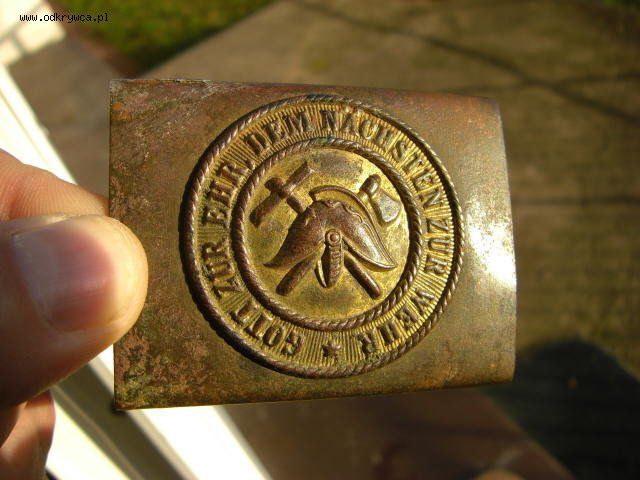 www.odkrywca.pl
GOTT ZUR EHR DEM NÄCHSTEN ZUR WEHR